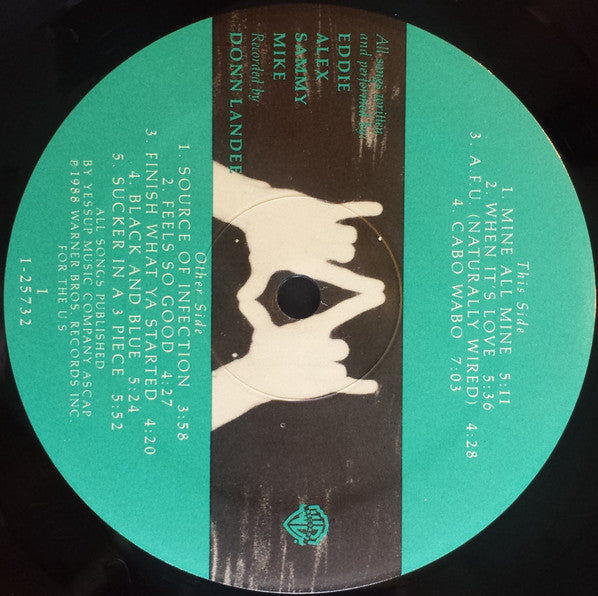 All songs written
and performed by
EDDIE
ALEX
SAMMY
MIKE
Recorded by
DONN LANDEE
This Side
1. MINE ALL MINE 5:11
2. WHEN IT'S LOVE 5:36
3. A.F.U. (NATURALLY WIRED) 4:28
4. CABO WABO 7:03
Other Side
1. SOURCE OF INFECTION 3:58
2. FEELS SO GOOD 4:27
3. FINISH WHAT YA STARTED 4:20
4. BLACK AND BLUE 5:24
5. SUCKER IN A 3 PIECE 5:52
ALL SONGS PUBLISHED
BY YESSUP MUSIC COMPANY ASCAP
℗1988 WARNER BROS. RECORDS INC.
FOR THE U.S
1
1-25732